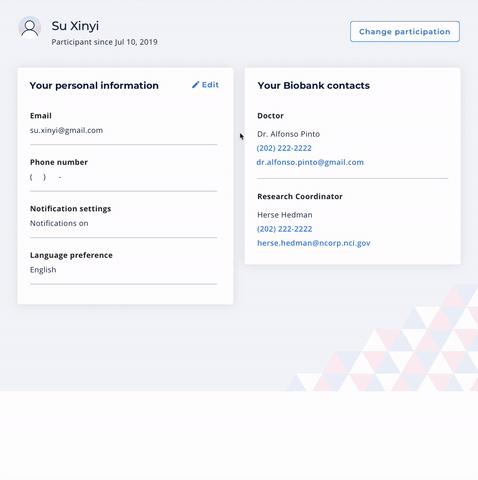 Su Xinyi
Participant since Jul 10, 2019
Change participation
Your personal information
Edit
Email
su.xinyi@gmail.com
Phone number
(    )    -
Notification settings
Notifications on
Language preference
English
Your Biobank contacts
Doctor
Dr. Alfonso Pinto
(202) 222-2222
dr.alfonso.pinto@gmail.com
Research Coordinator
Herse Hedman
(202) 222-2222
herse.hedman@ncorp.nci.gov